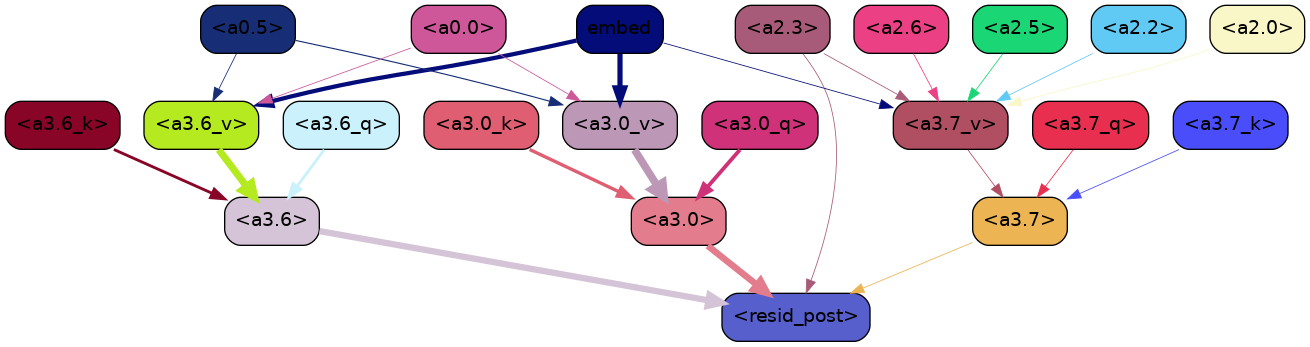 <a0.5>
<a0.0>
embed
<a2.3>
<a2.6>
<a2.5>
<a2.2>
<a2.0>
<a3.6_k>
<a3.6_v>
<a3.6_q>
<a3.0_k>
<a3.0_v>
<a3.0_q>
<a3.7_v>
<a3.7_q>
<a3.7_k>
<a3.6>
<a3.0>
<a3.7>
<resid_post>